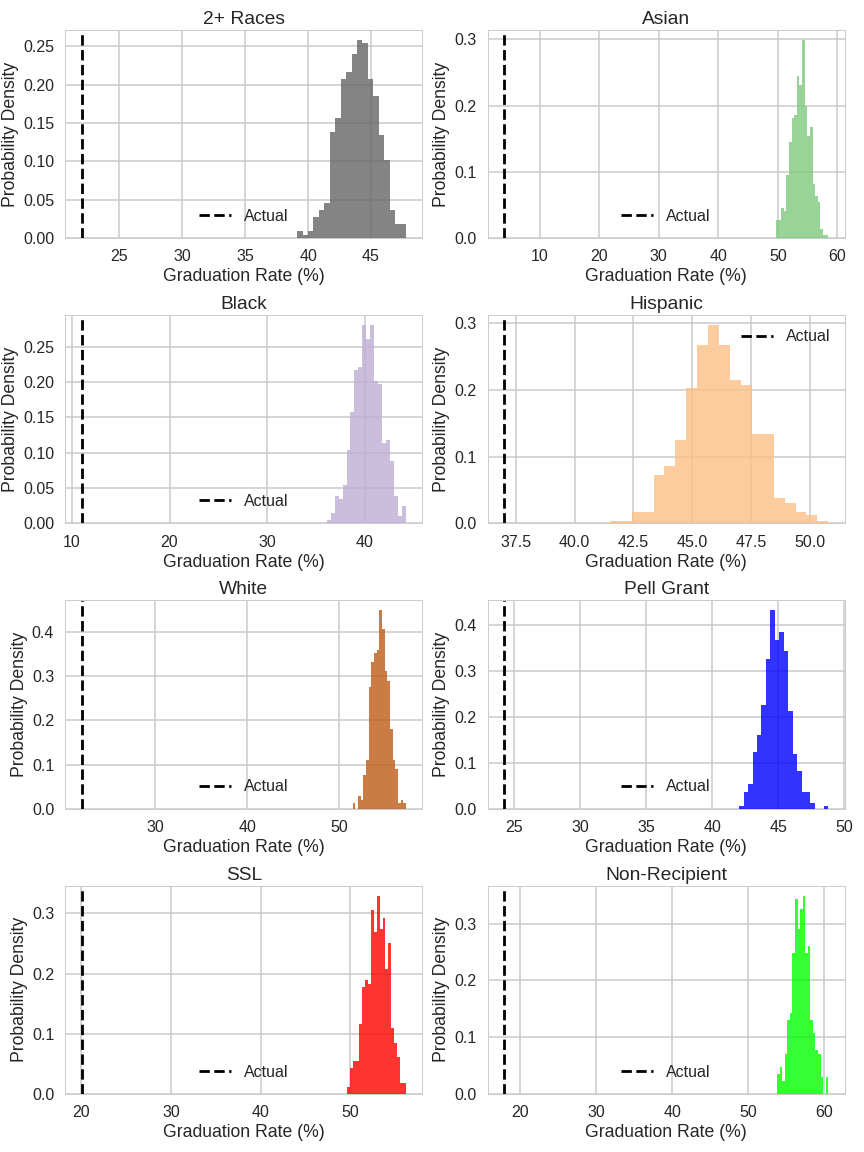 2+ Races
Probability Density
0.25
0.20
0.15
0.10
0.05
0.00
Actual
25 30 35 40 45
Graduation Rate (%)
Asian
Probability Density
0.3
0.2
0.1
0.0
Actual
10 20 30 40 50 60
Graduation Rate (%)
Black
Probability Density
0.25
0.20
0.15
0.10
0.05
0.00
Actual
10 20 30 40
Graduation Rate (%)
Hispanic
Probability Density
0.3
0.2
0.1
0.0
Actual
37.5 40.0 42.5 45.0 47.5 50.0
Graduation Rate (%)
White
Probability Density
0.4
0.3
0.2
0.1
0.0
Actual
30 40 50
Graduation Rate (%)
Pell Grant
Probability Density
0.4
0.3
0.2
0.1
0.0
Actual
25 30 35 40 45 50
Graduation Rate (%)
SSL
Probability Density
0.3
0.2
0.1
0.0
Actual
20 30 40 50
Graduation Rate (%)
Non-Recipient
Probability Density
0.3
0.2
0.1
0.0
Actual
20 30 40 50 60
Graduation Rate (%)